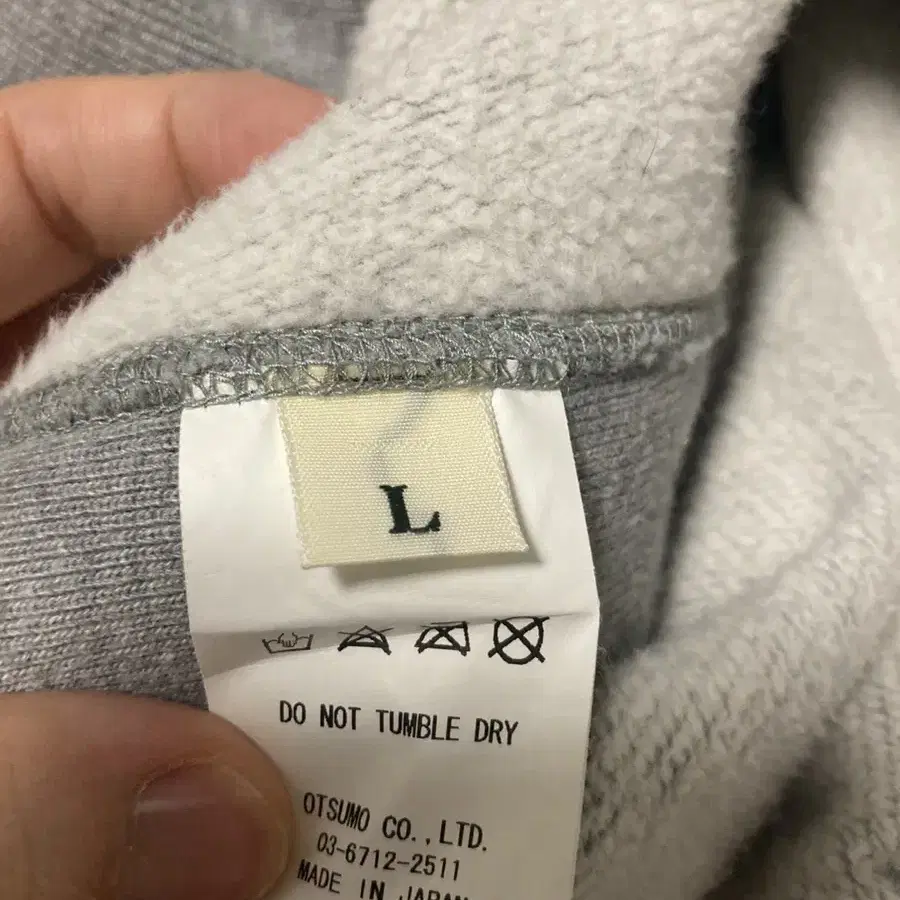 L
DO NOT TUMBLE DRY
OTSUMO CO.,LTD.
03-6712-2511
MADE IN JAPAN